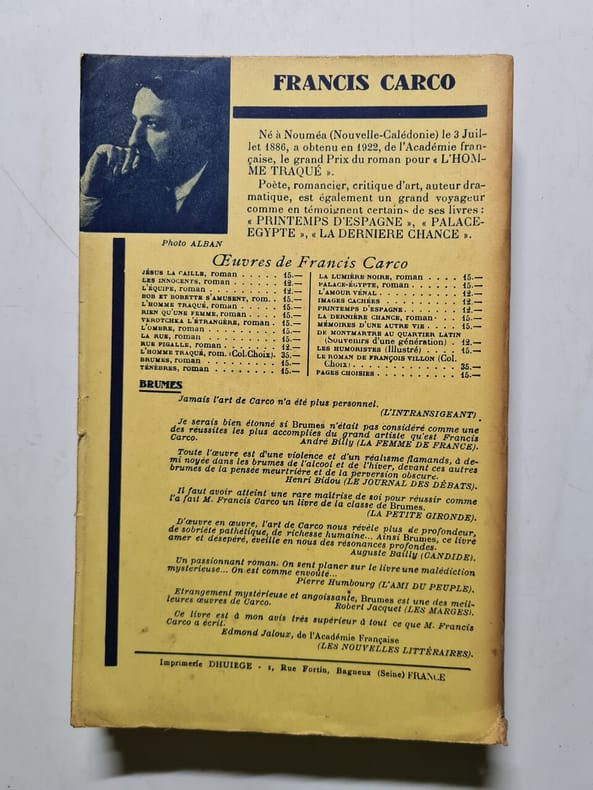 FRANCIS CARCO
Né à Nouméa (Nouvelle-Calédonie) le 3 Juil-
let 1886, a obtenu en 1922, de l'Académie fran-
çaise, le grand Prix du roman pour « L'HOM-
ME TRAQUÉ ».
Poète, romancier, critique d'art, auteur dra-
matique, est également un grand voyageur
comme en témoignent certains de ses livres :
« PRINTEMPS D'ESPAGNE », « PALACE-
EGYPTE », « LA DERNIERE CHANCE ».
Photo ALBAN
Œuvres de Francis Carco
JÉSUS LA CAILLE, roman . . . . . . 15.—
LES INNOCENTS, roman . . . . . . 12.—
L'ÉQUIPE, roman . . . . . . . . . 12.—
BOB ET BOBETTE S'AMUSENT, rom. . 15.—
L'HOMME TRAQUÉ, roman . . . . . 12.—
RIEN QU'UNE FEMME, roman . . . . 15.—
VEROTCHKA L'ÉTRANGÈRE, roman . 15.—
L'OMBRE, roman . . . . . . . . . 15.—
LA RUE, roman . . . . . . . . . . 15.—
RUE PIGALLE, roman . . . . . . . 12.—
L'HOMME TRAQUÉ, rom. (Col. Choix). 35.—
BRUMES, roman . . . . . . . . . . 15.—
TÉNÈBRES, roman . . . . . . . . . 15.—
LA LUMIÈRE NOIRE, roman . . . . 15.—
PALACE-ÉGYPTE, roman . . . . . . 15.—
L'AMOUR VÉNAL . . . . . . . . . . 12.—
IMAGES CACHÉES . . . . . . . . . 12.—
PRINTEMPS D'ESPAGNE . . . . . . 12.—
LA DERNIÈRE CHANCE, roman . . . 15.—
MÉMOIRES D'UNE AUTRE VIE . . . . 15.—
DE MONTMARTRE AU QUARTIER LATIN
(Souvenirs d'une génération) . . 12.—
LES HUMORISTES (Illustré) . . . . 15.—
LE ROMAN DE FRANÇOIS VILLON (Col.
Choix) . . . . . . . . . . . . . 35.—
PAGES CHOISIES . . . . . . . . . 15.—
BRUMES
Jamais l'art de Carco n'a été plus personnel.
(L'INTRANSIGEANT)
Je serais bien étonné si Brumes n'était pas considéré comme une
des réussites les plus accomplies du grand artiste qu'est Francis
Carco. André Billy (LA FEMME DE FRANCE).
Toute l'œuvre est d'une violence et d'un réalisme flamands, à de-
mi noyée dans les brumes de l'alcool et de l'hiver, devant ces autres
brumes de la pensée meurtrière et de la perversion obscure.
Henri Bidou (LE JOURNAL DES DÉBATS).
Il faut avoir atteint une rare maîtrise de soi pour réussir comme
l'a fait M. Francis Carco un livre de la classe de Brumes.
(LA PETITE GIRONDE).
D'œuvre en œuvre, l'art de Carco nous révèle plus de profondeur,
de sobriété pathétique, de richesse humaine... Ainsi Brumes, ce livre
amer et desepéré, éveille en nous des résonances profondes.
Auguste Bailly (CANDIDE).
Un passionnant roman. On sent planer sur le livre une malédiction
mystérieuse... On est comme envoûté...
Pierre Humbourg (L'AMI DU PEUPLE).
Etrangement mystérieuse et angoissante, Brumes est une des meil-
leures œuvres de Carco. Robert Jacquet (LES MARGES).
Ce livre est à mon avis très supérieur à tout ce que M. Francis
Carco a écrit.
Edmond Jaloux, de l'Académie Française
(LES NOUVELLES LITTÉRAIRES).
Imprimerie DHUIEGE - 1, Rue Fortin, Bagneux (Seine) FRANCE